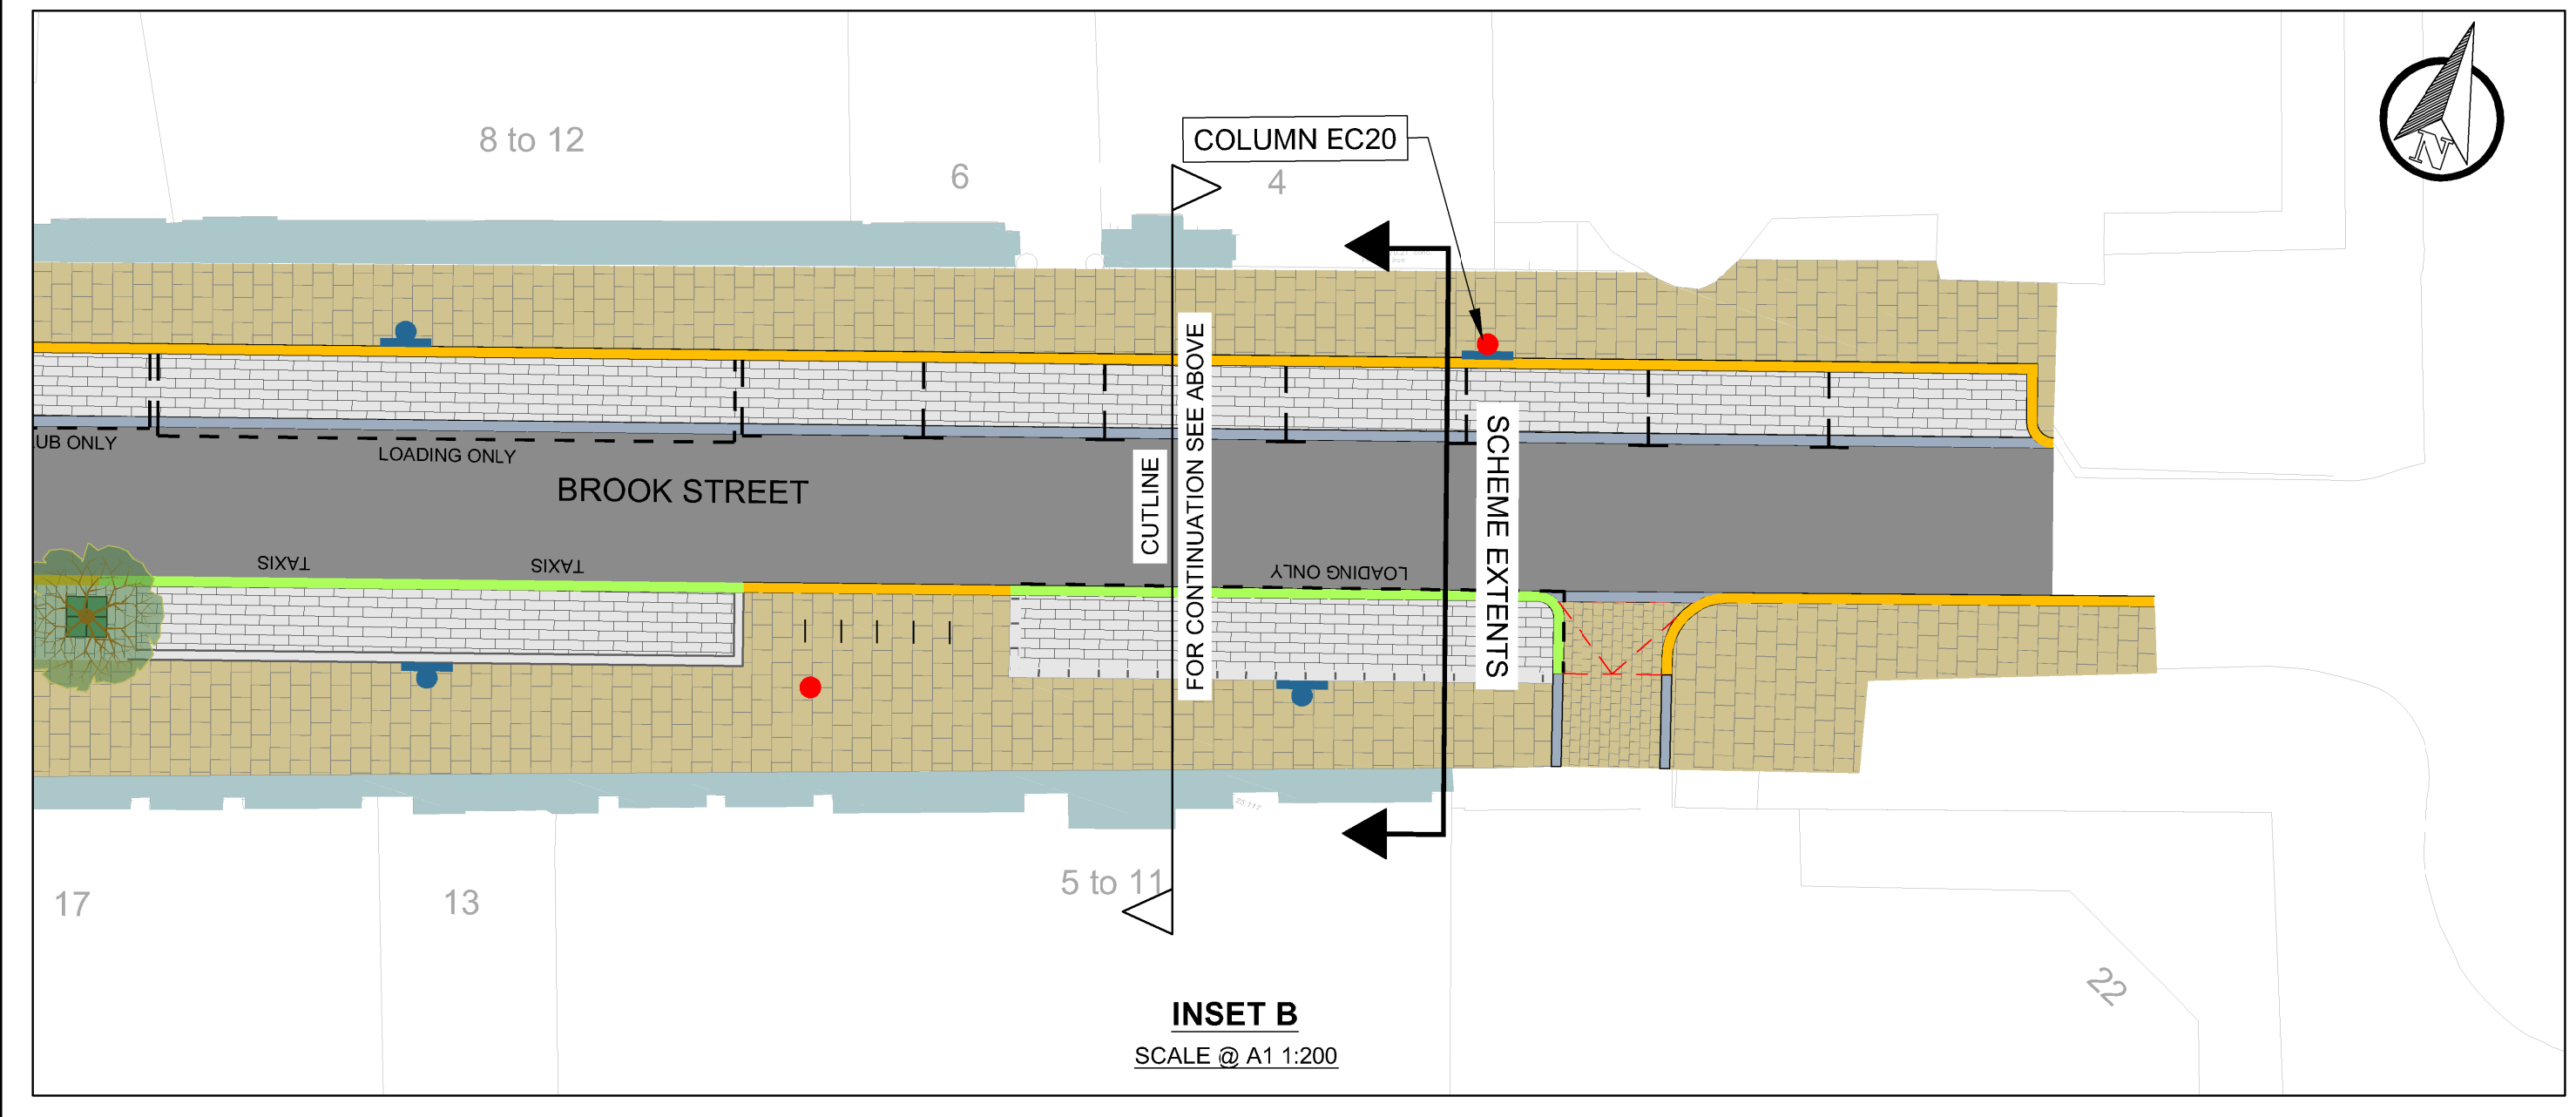 8 to 12
6
COLUMN EC20
4
N
UB ONLY
LOADING ONLY
BROOK STREET
CUTLINE
FOR CONTINUATION SEE ABOVE
SCHEME EXTENTS
TAXIS
TAXIS
LOADING ONLY
17
13
5 to 11
22
INSET B
SCALE @ A1 1:200